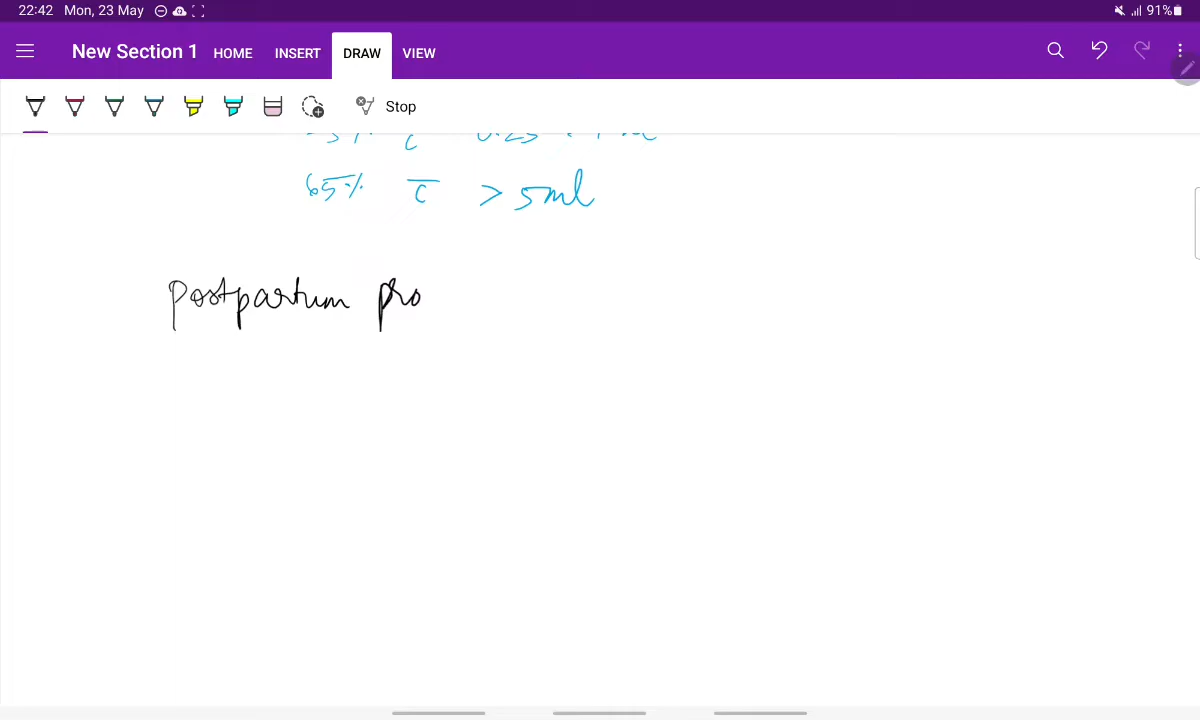 22:42 Mon, 23 May 91%
New Section 1 HOME INSERT DRAW VIEW
Stop
65% c̅ > 5ml
Postpartum pro